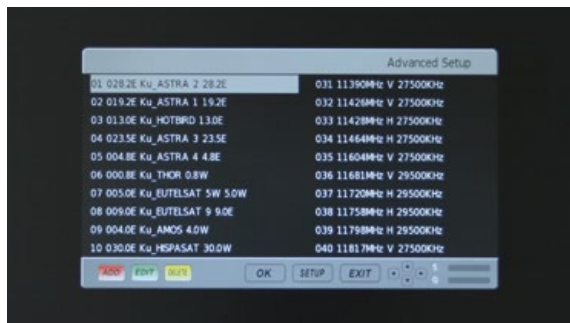 Advanced Setup
01 028.2E Ku_ASTRA 2 28.2E
02 019.2E Ku_ASTRA 1 19.2E
03 013.0E Ku_HOTBIRD 13.0E
04 023.5E Ku_ASTRA 3 23.5E
05 004.8E Ku_ASTRA 4 4.8E
06 000.8E Ku_THOR 0.8W
07 005.0E Ku_EUTELSAT 5W 5.0W
08 009.0E Ku_EUTELSAT 9 9.0E
09 004.0E Ku_AMOS 4.0W
10 030.0E Ku_HISPASAT 30.0W
031 11390MHz V 27500KHz
032 11426MHz V 27500KHz
033 11428MHz H 27500KHz
034 11464MHz H 27500KHz
035 11604MHz V 27500KHz
036 11681MHz V 29500KHz
037 11720MHz H 29500KHz
038 11758MHz H 29500KHz
039 11798MHz H 29500KHz
040 11817MHz V 27500KHz
ADD EDIT DELETE OK SETUP EXIT S
Q